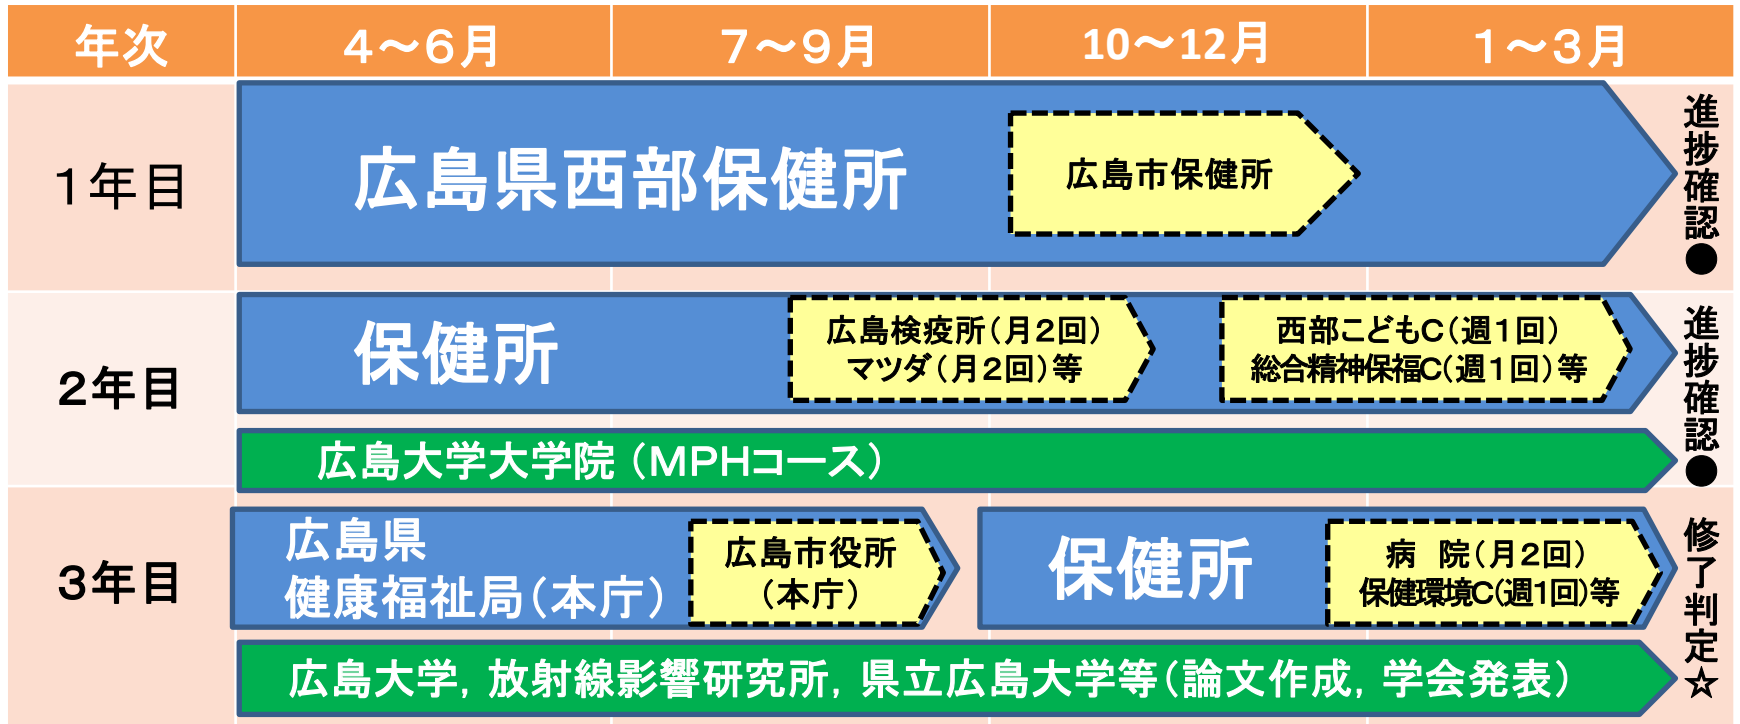 年次
4～6月
7～9月
10～12月
1～3月
1年目
広島県西部保健所
広島市保健所
進捗確認●
2年目
保健所
広島検疫所（月２回）
マツダ（月２回）等
西部こどもC（週１回）
総合精神保福C（週１回）等
進捗確認●
広島大学大学院（MPHコース）
3年目
広島県
健康福祉局（本庁）
広島市役所
（本庁）
保健所
病　院（月２回）
保健環境C(週1回)等
修了判定☆
広島大学，放射線影響研究所，県立広島大学等（論文作成，学会発表）